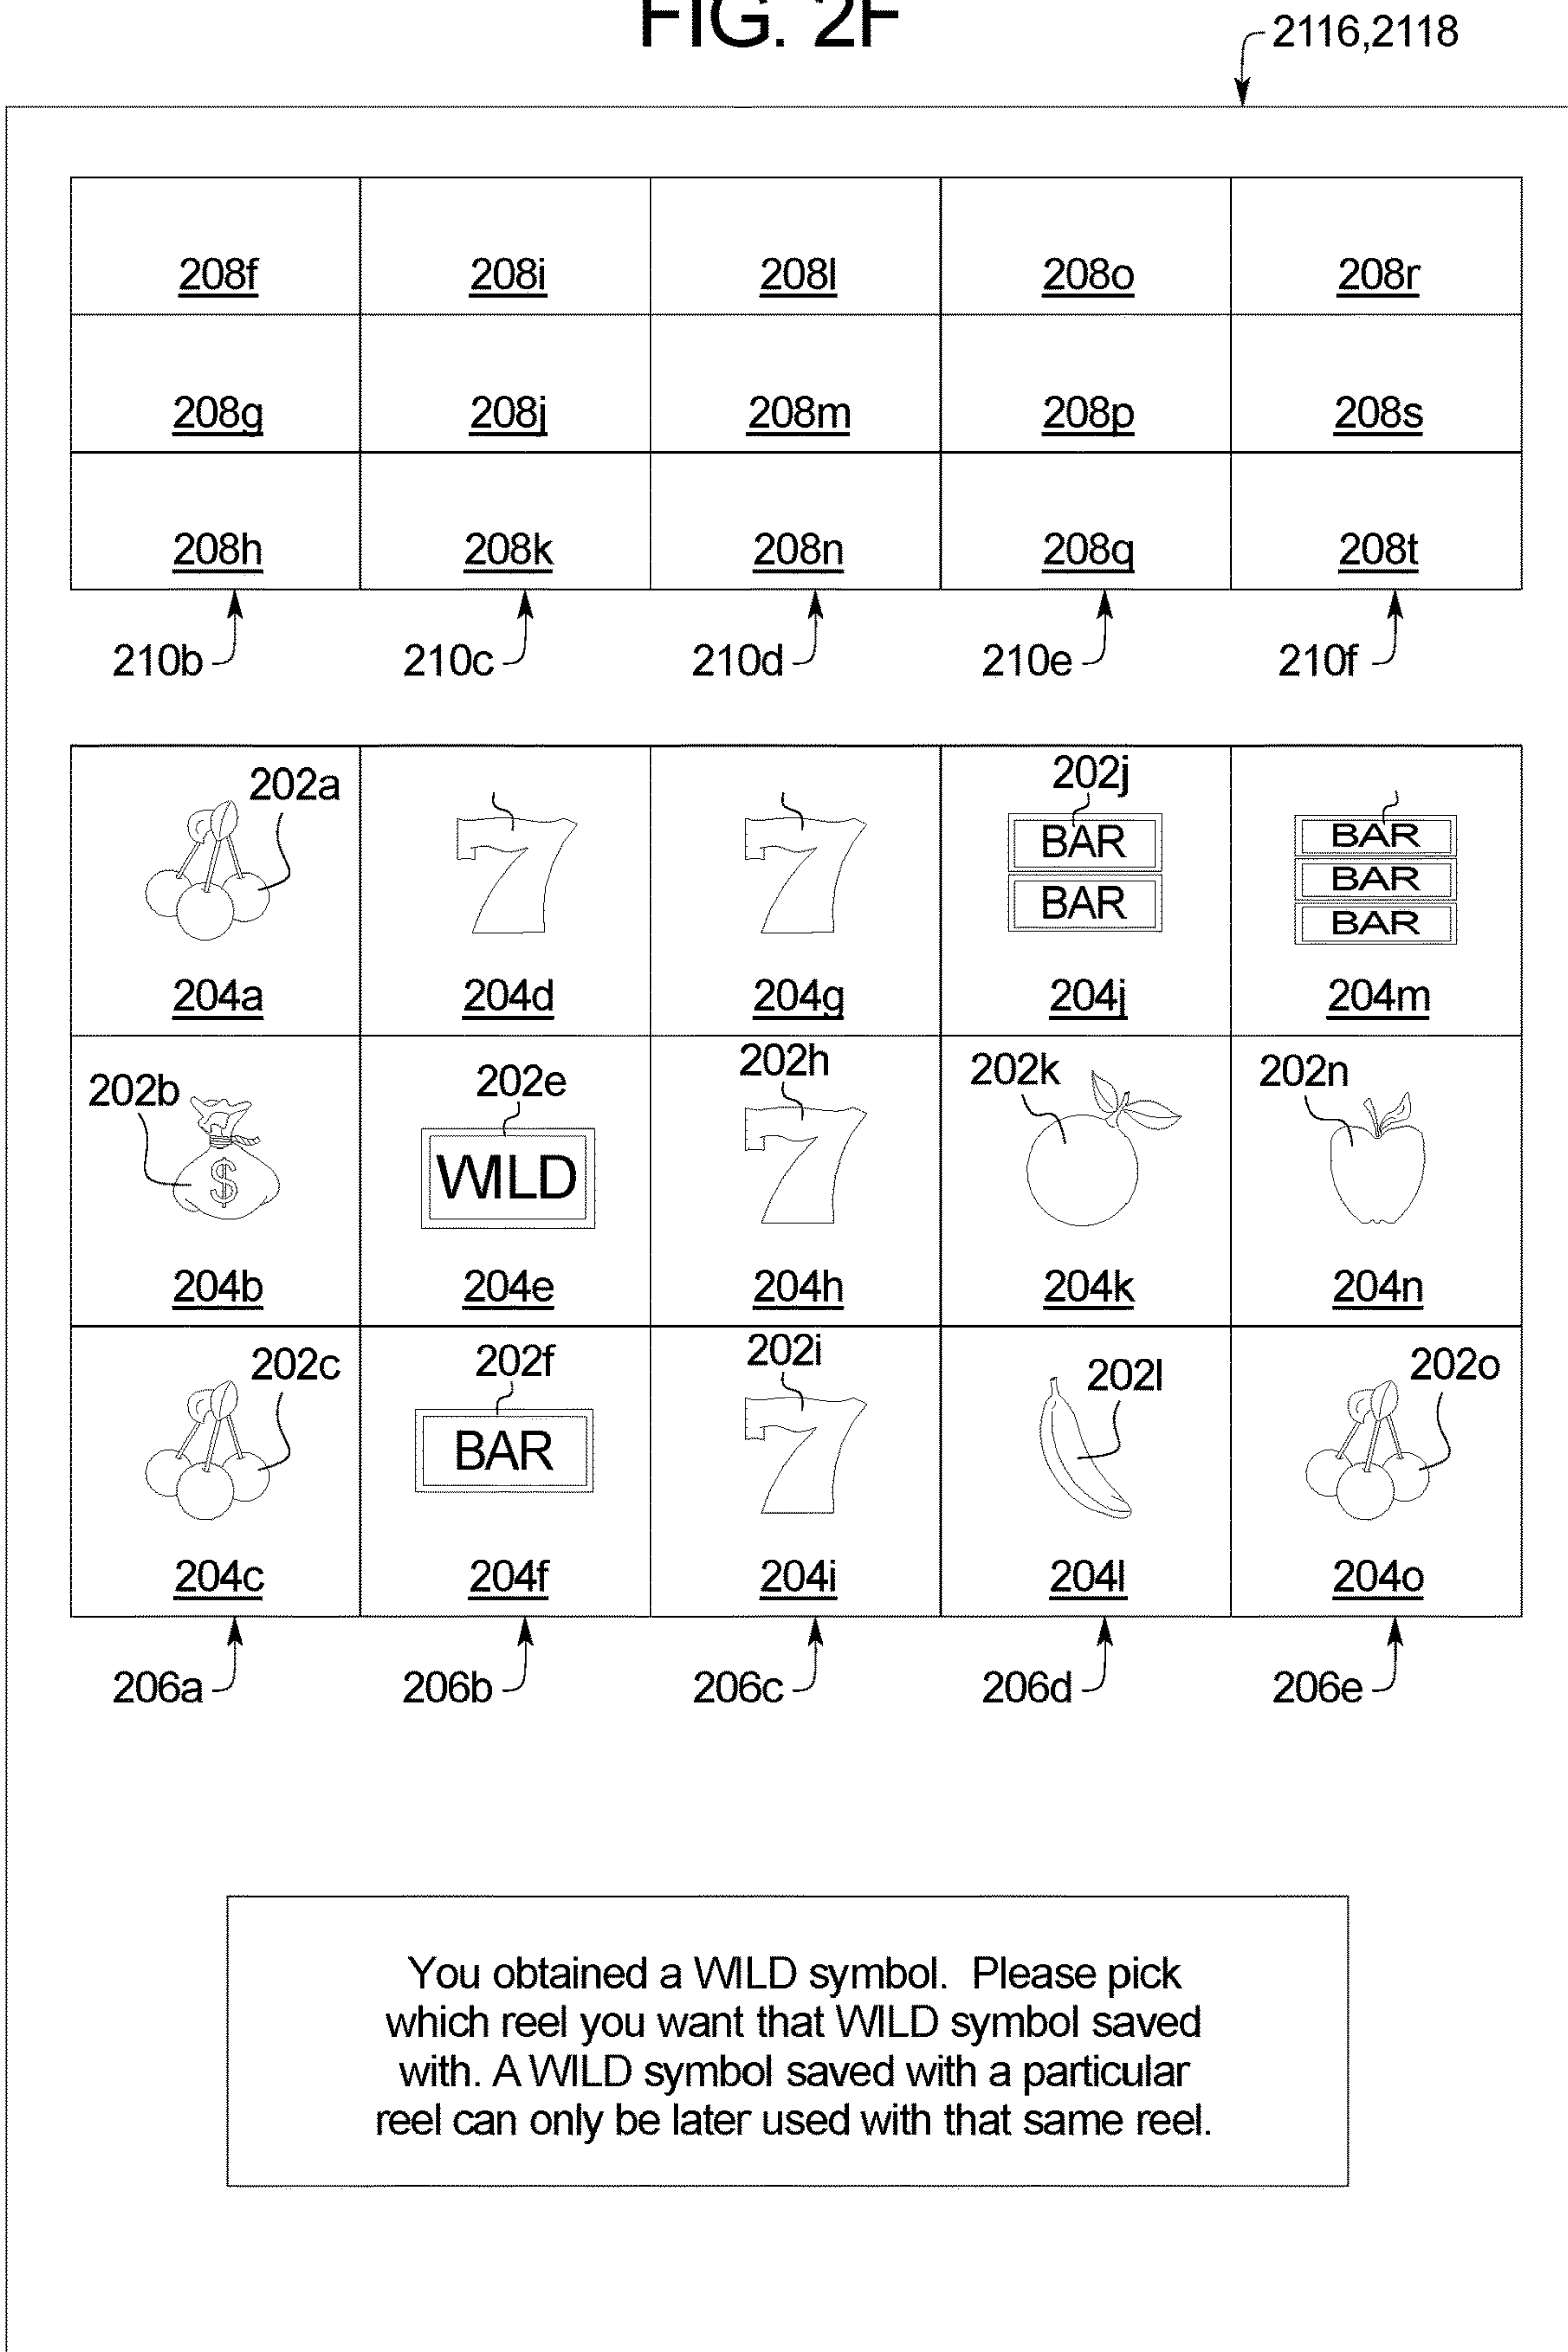 FIG. 2F
2116,2118
208f 208i 208l 208o 208r
208g 208j 208m 208p 208s
208h 208k 208n 208q 208t
210b 210c 210d 210e 210f
202a 202j
BAR BAR
BAR
BAR BAR
204a 204d 204g 204j 204m
202b 202e 202h 202k 202n
$ WILD 7
204b 204e 204h 204k 204n
7 7
202c 202f 202i 202l 202o
BAR 7
204c 204f 204i 204l 204o
206a 206b 206c 206d 206e
You obtained a WILD symbol. Please pick
which reel you want that WILD symbol saved
with. A WILD symbol saved with a particular
reel can only be later used with that same reel.